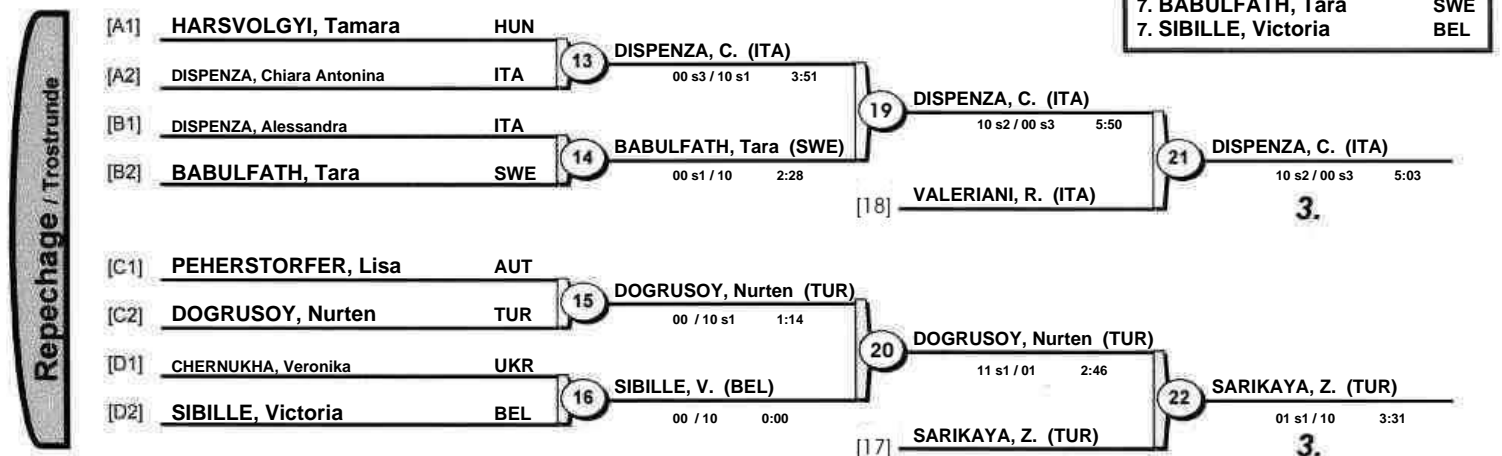 7. BABULFATH, Tara SWE
7. SIBILLE, Victoria BEL
Repechage / Trostrunde
[A1] HARSVOLGYI, Tamara HUN
13
DISPENZA, C. (ITA)
00 s3 / 10 s1 3:51
[A2] DISPENZA, Chiara Antonina ITA
19
DISPENZA, C. (ITA)
10 s2 / 00 s3 5:50
[B1] DISPENZA, Alessandra ITA
14
BABULFATH, Tara (SWE)
00 s1 / 10 2:28
[B2] BABULFATH, Tara SWE
21
DISPENZA, C. (ITA)
10 s2 / 00 s3 5:03
3.
[18] VALERIANI, R. (ITA)
[C1] PEHERSTORFER, Lisa AUT
15
DOGRUSOY, Nurten (TUR)
00 / 10 s1 1:14
[C2] DOGRUSOY, Nurten TUR
20
DOGRUSOY, Nurten (TUR)
11 s1 / 01 2:46
[D1] CHERNUKHA, Veronika UKR
16
SIBILLE, V. (BEL)
00 / 10 0:00
[D2] SIBILLE, Victoria BEL
22
SARIKAYA, Z. (TUR)
01 s1 / 10 3:31
3.
[17] SARIKAYA, Z. (TUR)